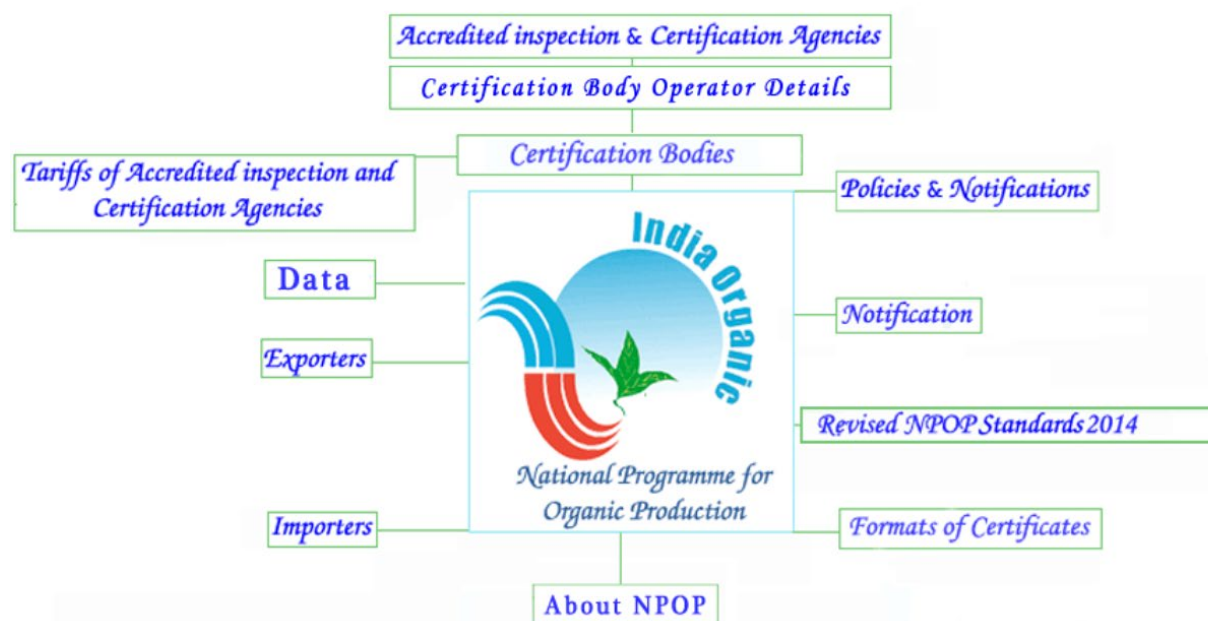 Accredited inspection & Certification Agencies
Certification Body Operator Details
Certification Bodies
Tariffs of Accredited inspection and
Certification Agencies
Policies & Notifications
India Organic
Data
Notification
Exporters
Revised NPOP Standards 2014
National Programme for
Organic Production
Importers
Formats of Certificates
About NPOP